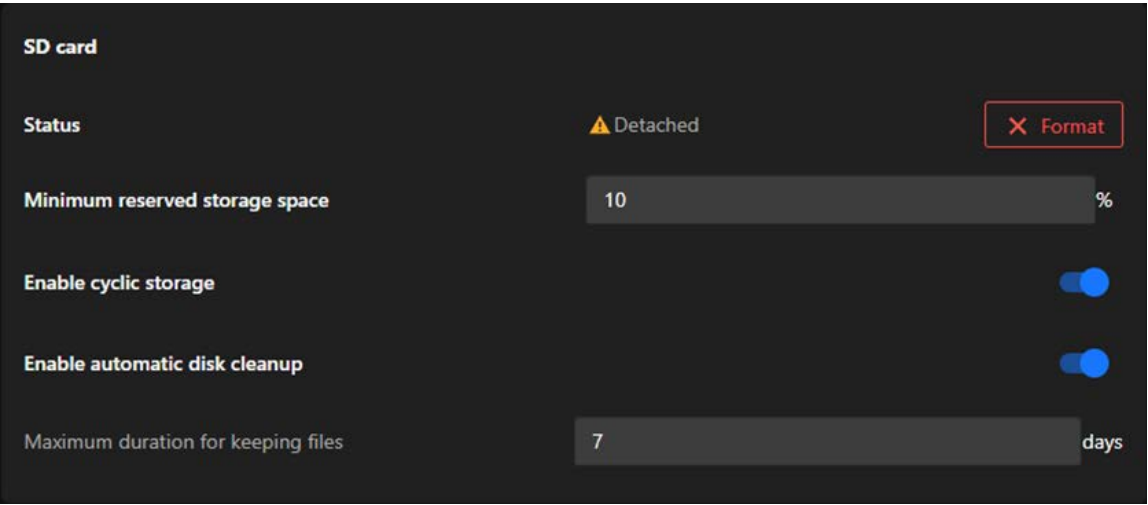 SD card
Status Detached Format
Minimum reserved storage space 10 %
Enable cyclic storage
Enable automatic disk cleanup
Maximum duration for keeping files 7 days